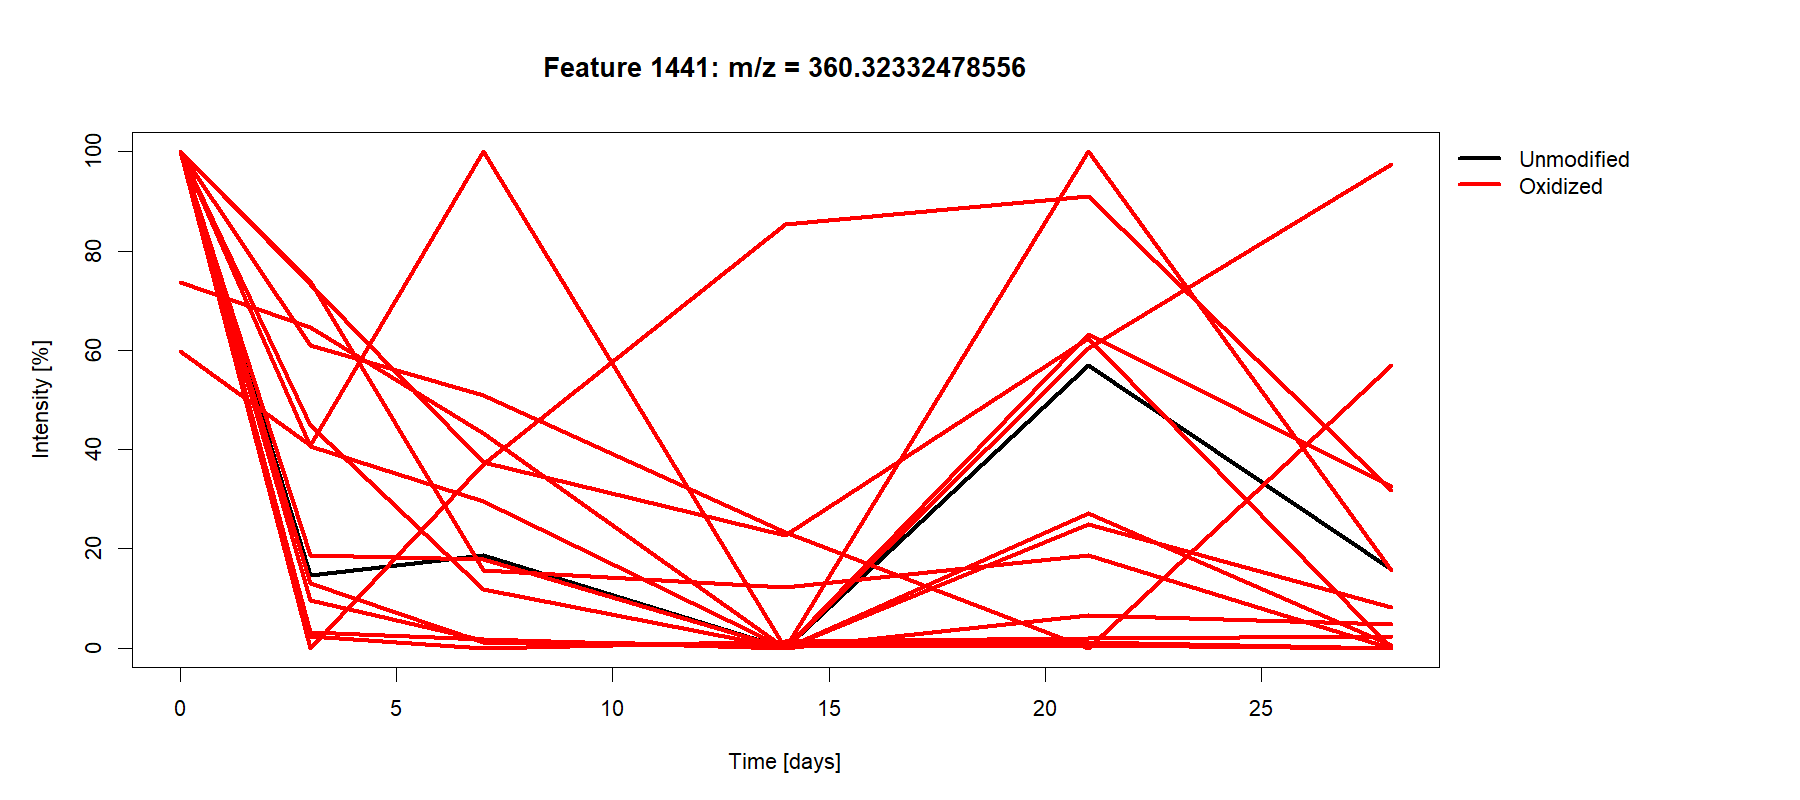 Feature 1441: m/z = 360.32332478556
Unmodified
Oxidized
Intensity [%]
100
80
60
40
20
0
0 5 10 15 20 25
Time [days]